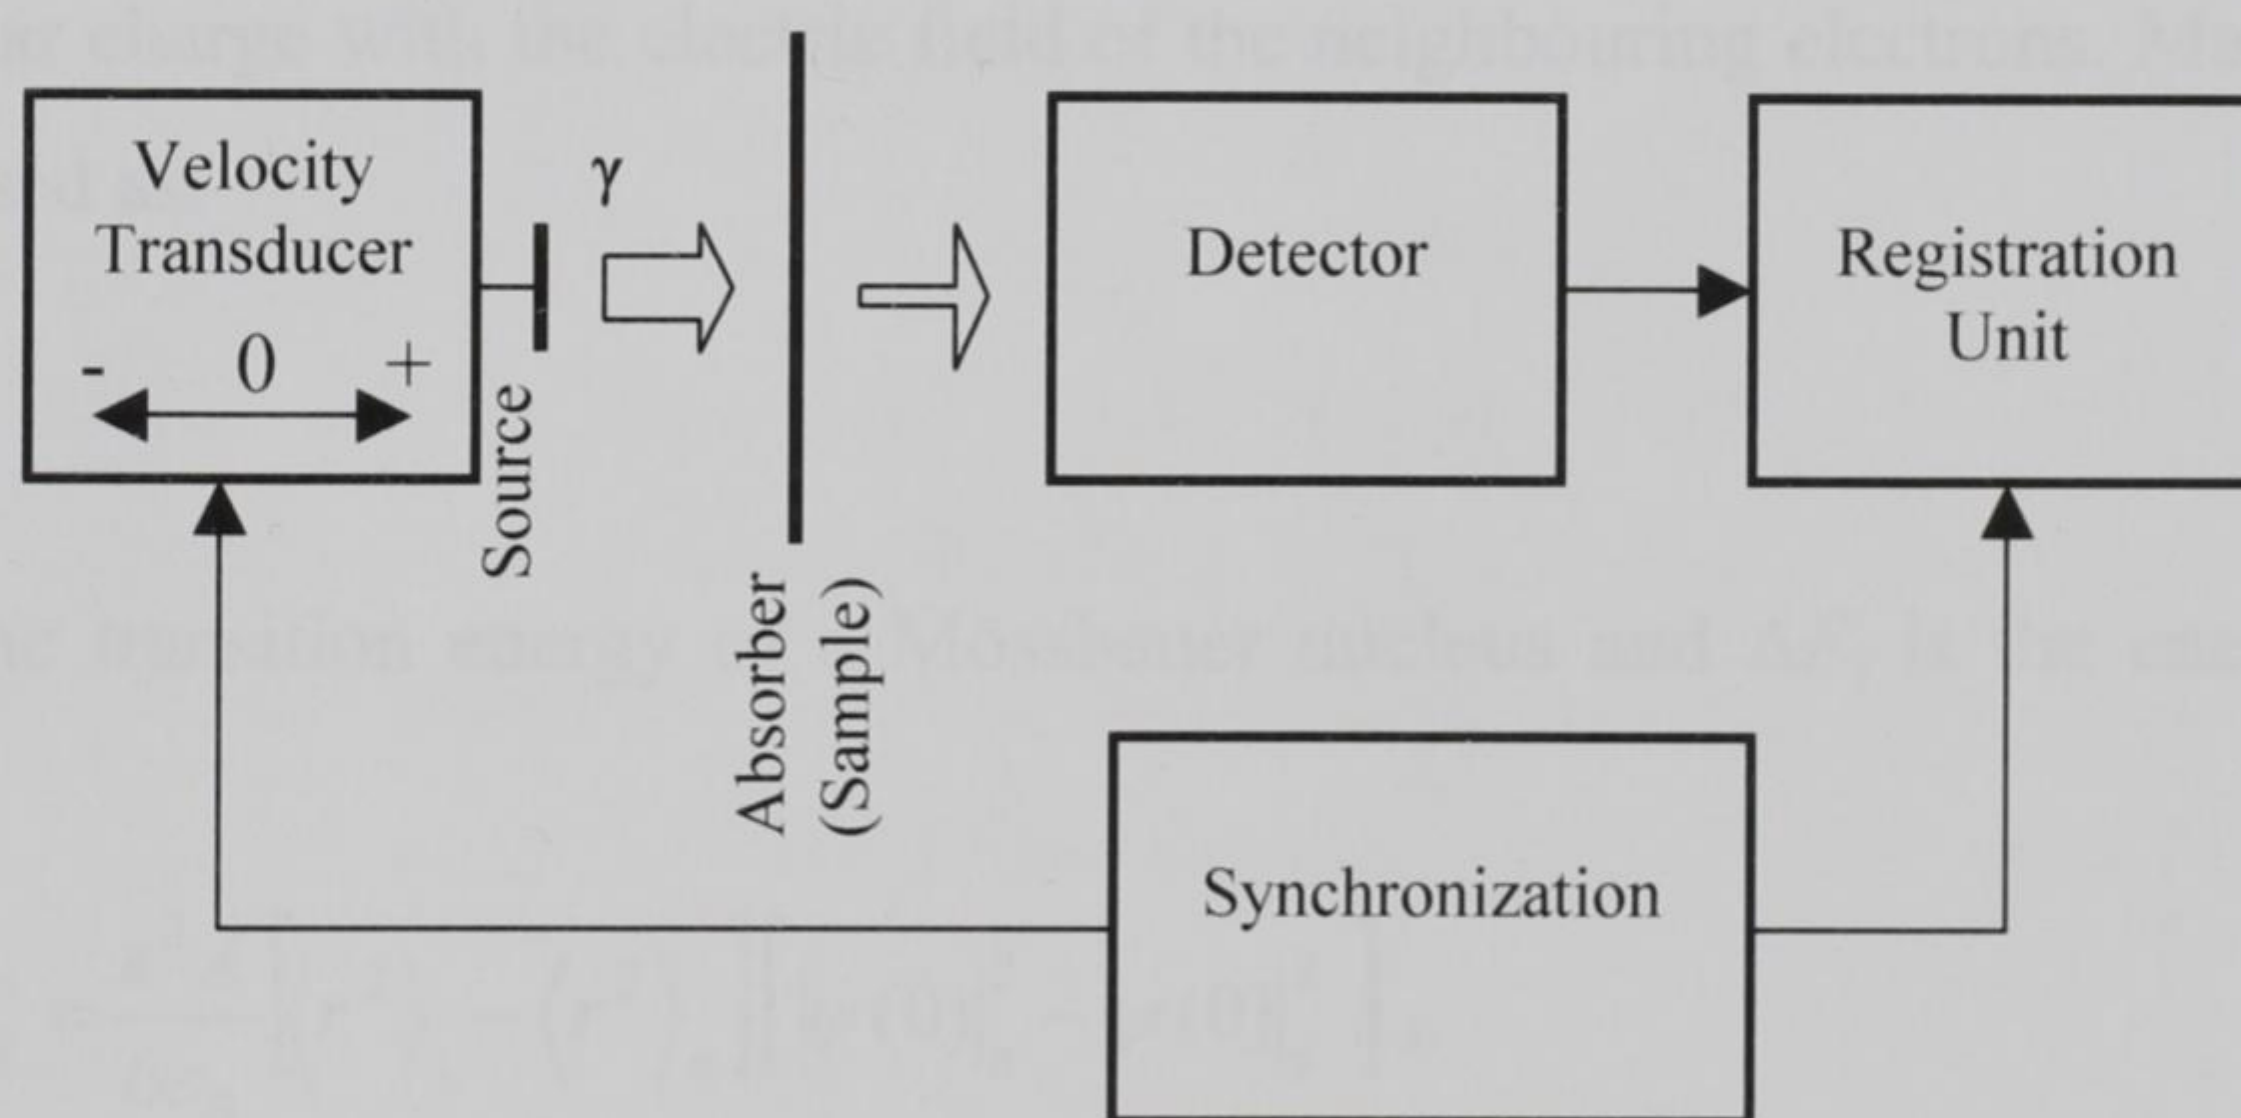 Velocity
Transducer
- 0 +
Source
γ
Absorber
(Sample)
Detector
Registration
Unit
Synchronization